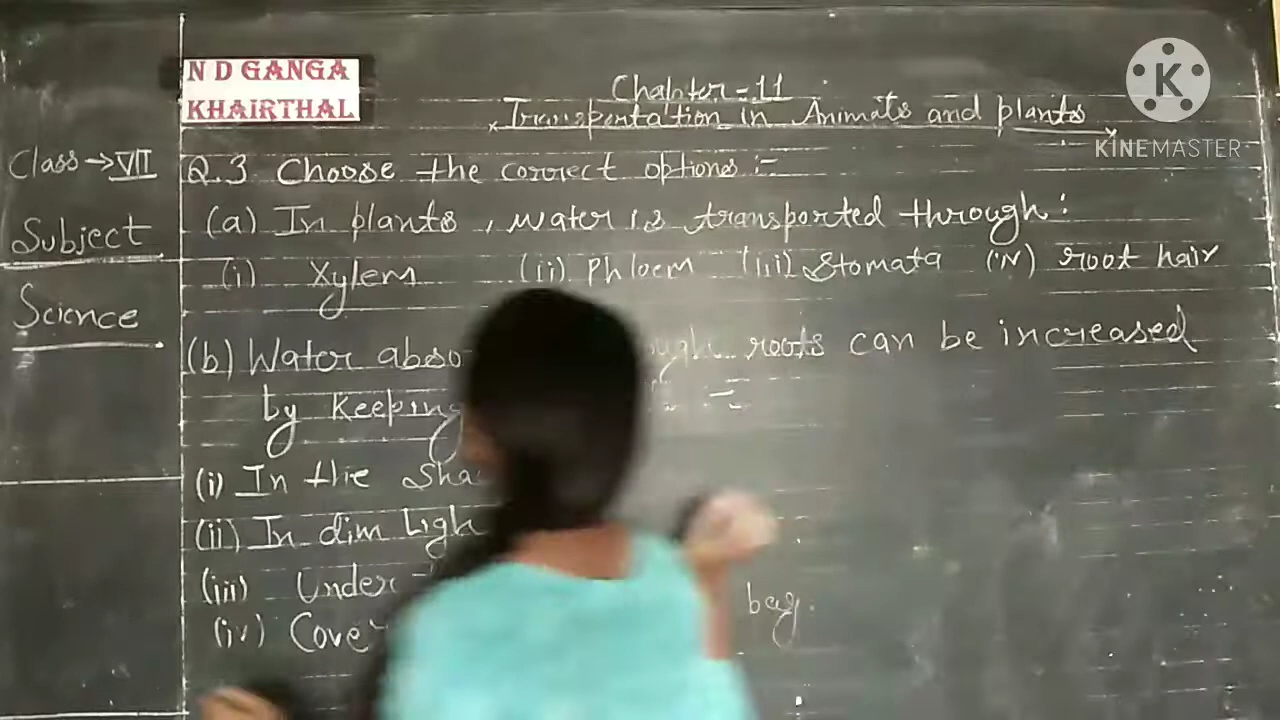 N D GANGA
KHAIRTHAL
K
KINEMASTER
Chapter-11
Transportation in Animals and plants
Class → VII
Subject
Science
Q.3 Choose the correct options :-
(a) In plants, water is transported through:
(i) Xylem (ii) Phloem (iii) Stomata (iv) root hair
(b) Water abso ough roots can be increased
by keeping :-
(i) In the Sha
(ii) In dim Ligh
(iii) Under
(iv) Cove bag.